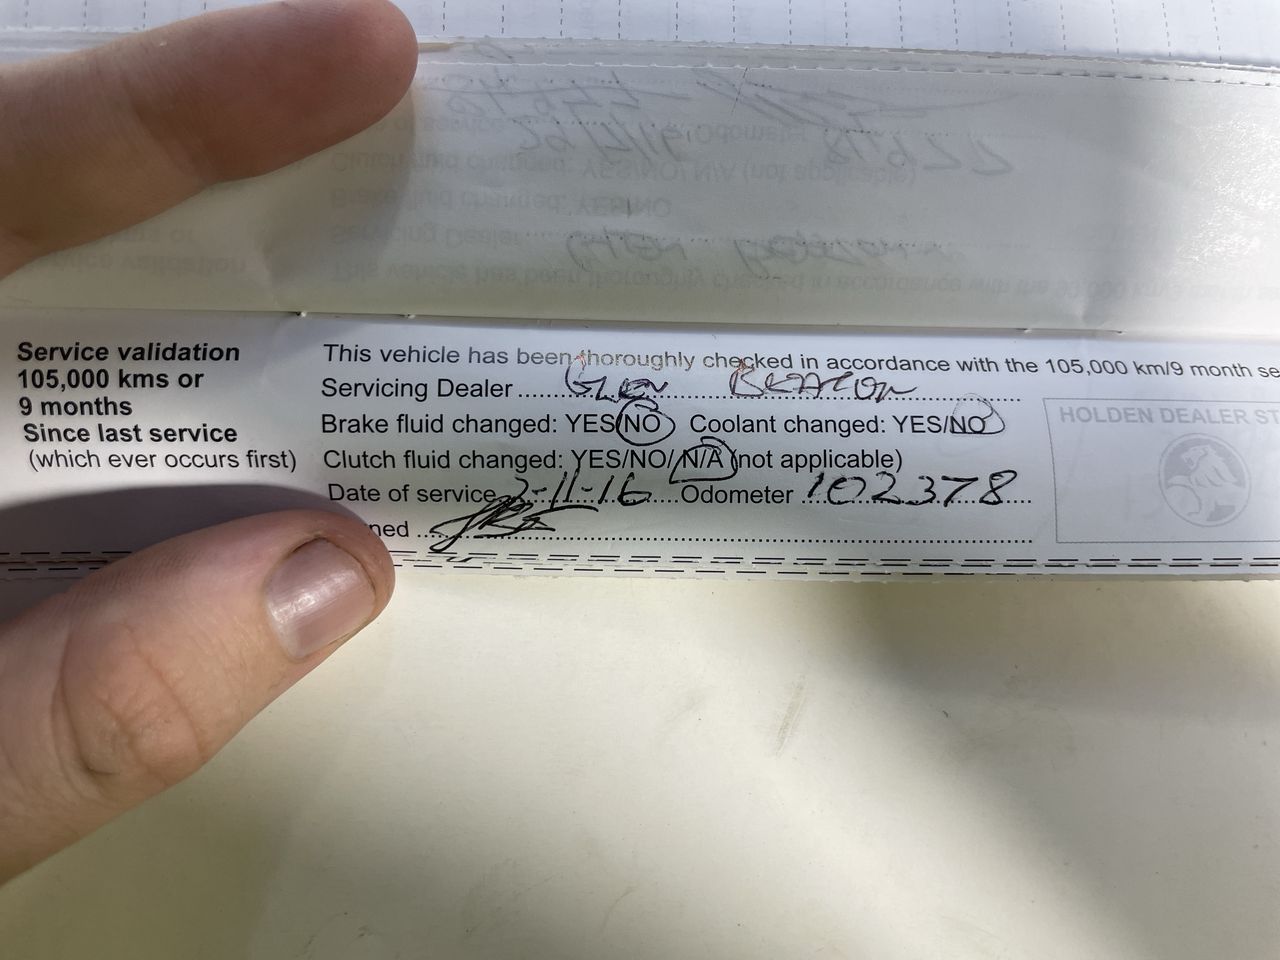 Service validation
105,000 kms or
9 months
Since last service
(which ever occurs first)
This vehicle has been thoroughly checked in accordance with the 105,000 km/9 month se
Servicing Dealer
Brake fluid changed: YES/NO Coolant changed: YES/NO
Clutch fluid changed: YES/NO/ N/A (not applicable)
Date of service 2-11-16 Odometer 102378
ned
HOLDEN DEALER ST